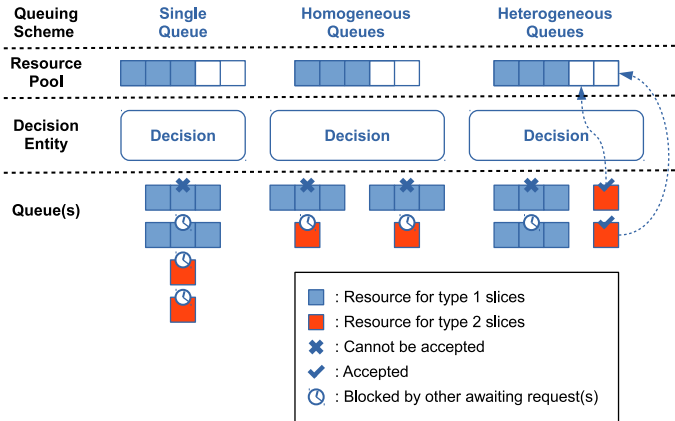 Queuing Scheme
Single Queue
Homogeneous Queues
Heterogeneous Queues
Resource Pool
Decision Entity
Decision
Decision
Decision
Queue(s)
: Resource for type 1 slices
: Resource for type 2 slices
: Cannot be accepted
: Accepted
: Blocked by other awaiting request(s)